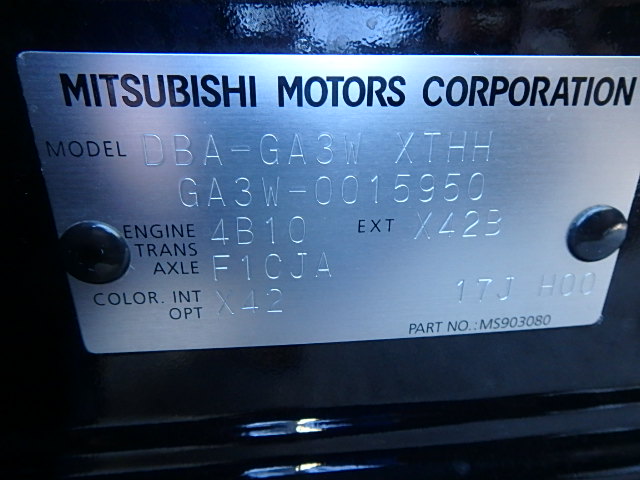 MITSUBISHI MOTORS CORPORATION
MODEL DBA-GA3W XTHH
GA3W-0015950
ENGINE 4B10 EXT X42B
TRANS AXLE F1CJA
COLOR. INT OPT X42 17J H00
PART NO.:MS903080